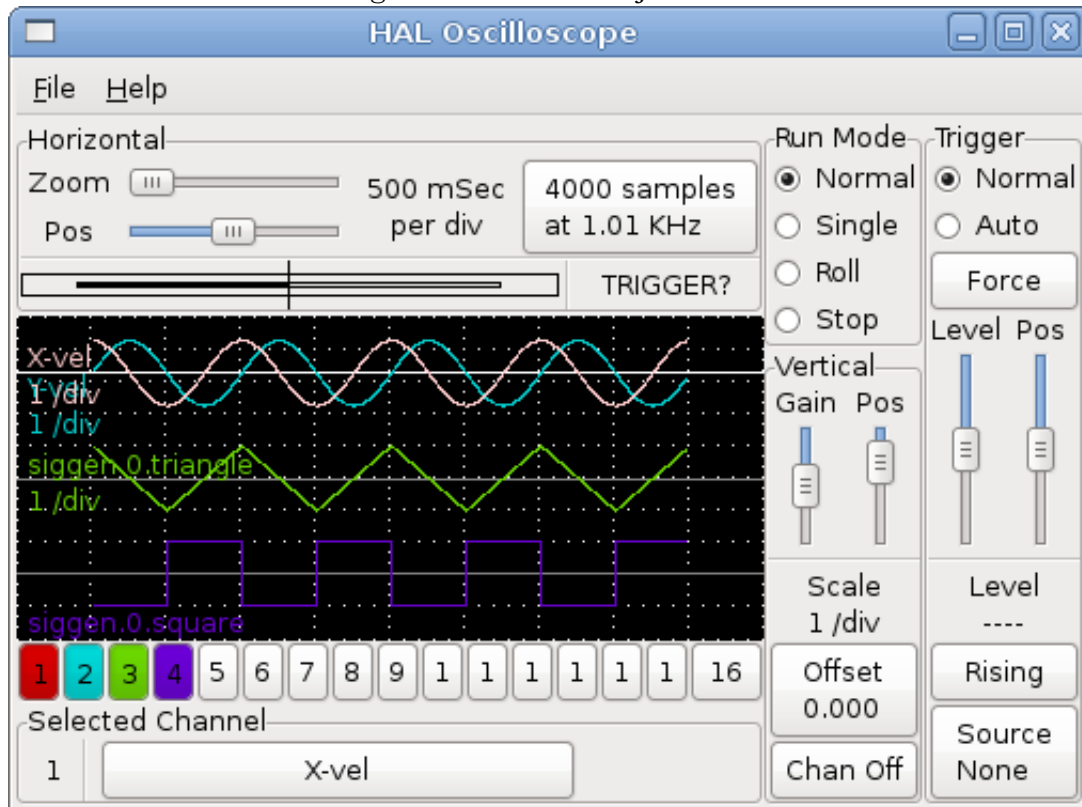 HAL Oscilloscope
File Help
Horizontal
Zoom
Pos
500 mSec
per div
4000 samples
at 1.01 KHz
TRIGGER?
Run Mode
Normal
Single
Roll
Stop
Trigger
Normal
Auto
Force
Level Pos
Vertical
Gain Pos
X-vel
Y-vel
1 /div
1 /div
siggen.0.triangle
1 /div
siggen.0.square
Scale
1 /div
Level
----
1 2 3 4 5 6 7 8 9 1 1 1 1 1 1 16
Offset
0.000
Rising
Selected Channel
1 X-vel
Chan Off
Source
None